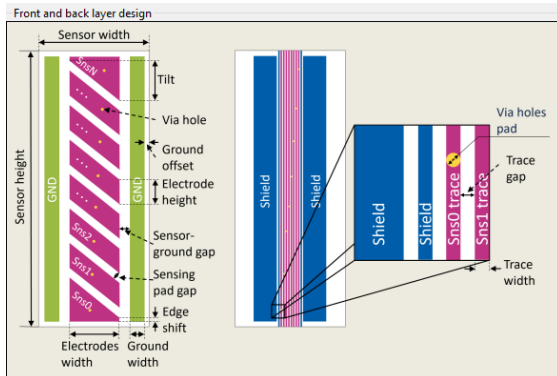 Front and back layer design
Sensor width
SnsN
Tilt
...
Via hole
...
Ground
offset
Sensor height
GND
GND
...
Electrode
height
Sns2
Sensor-
ground gap
Sns1
Sensing
pad gap
Sns0
Edge
shift
Electrodes
width
Ground width
Shield
Shield
Shield
Shield
Sns0 trace
Sns1 trace
Via holes
pad
Trace
gap
Trace
width